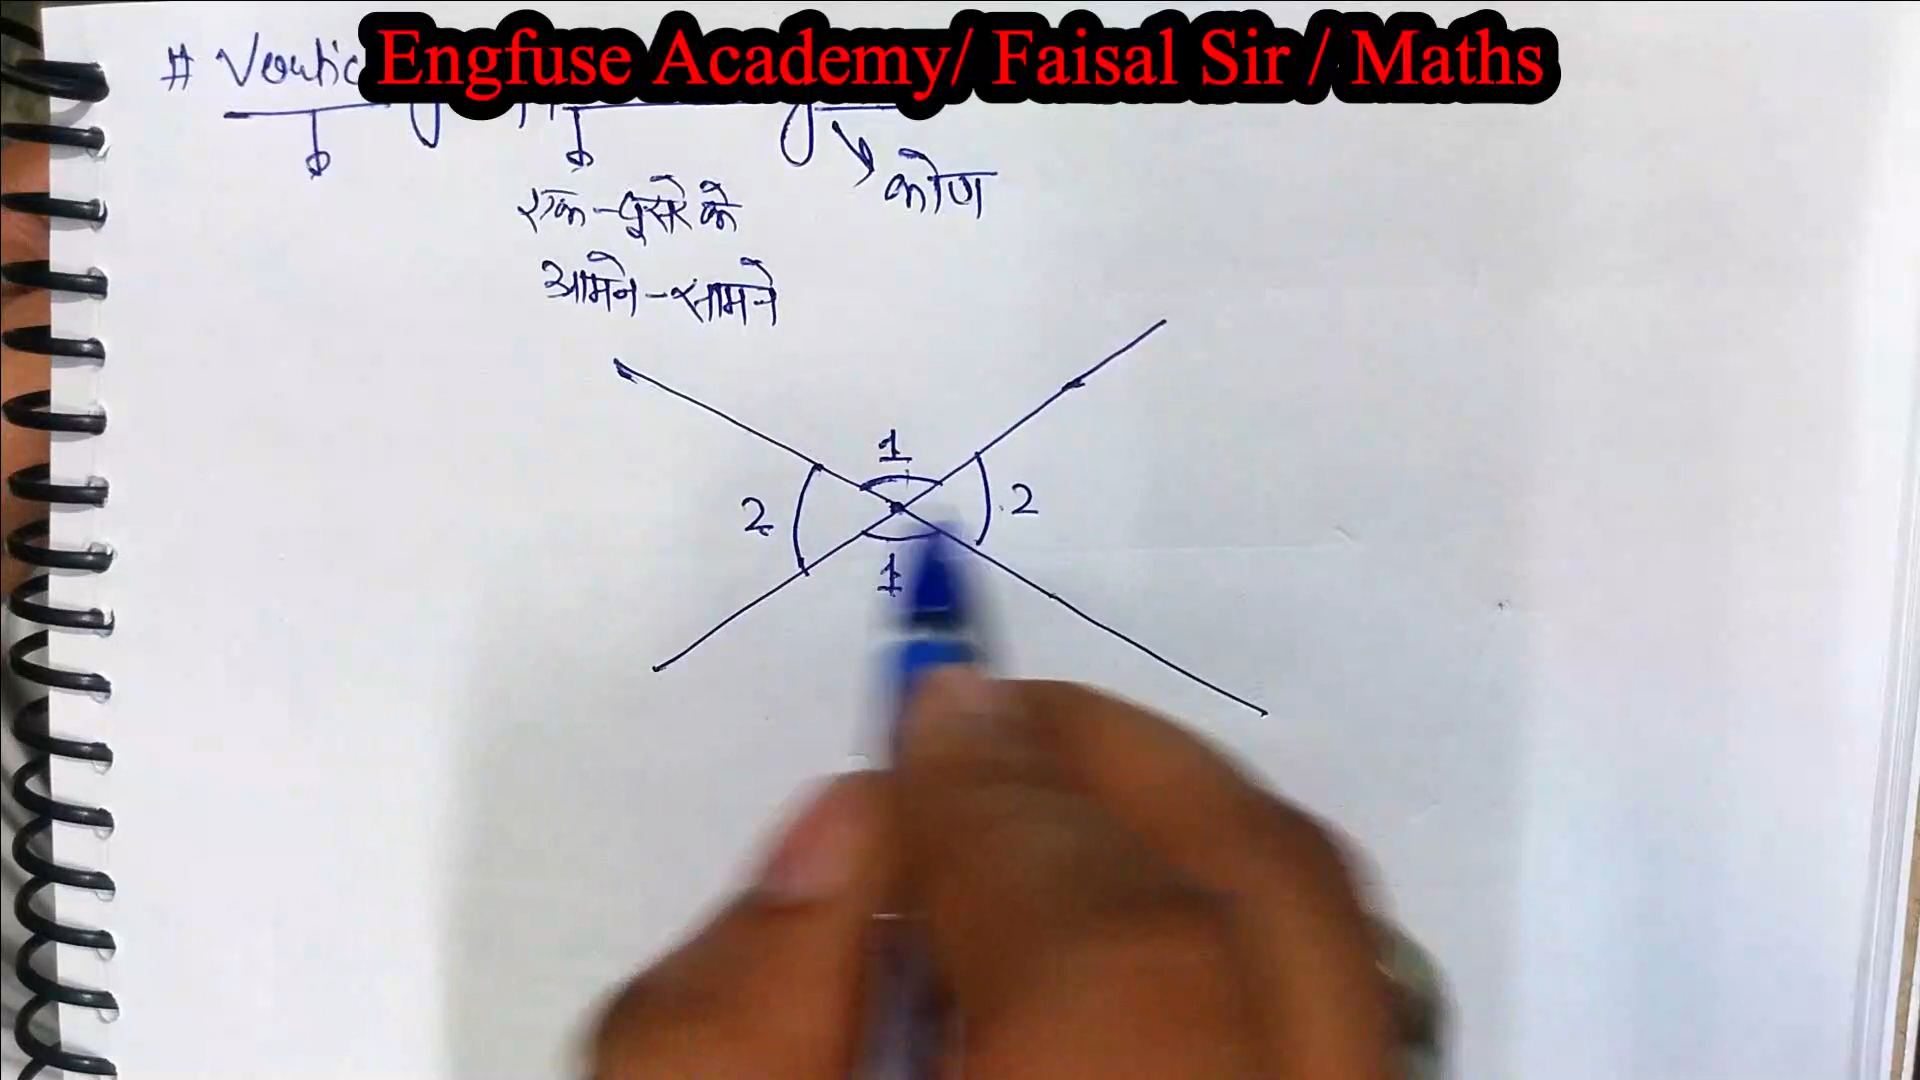 Engfuse Academy/ Faisal Sir / Maths
# Vertic
एक-दूसरे के
कोण
आमने-सामने
1
2
2
1